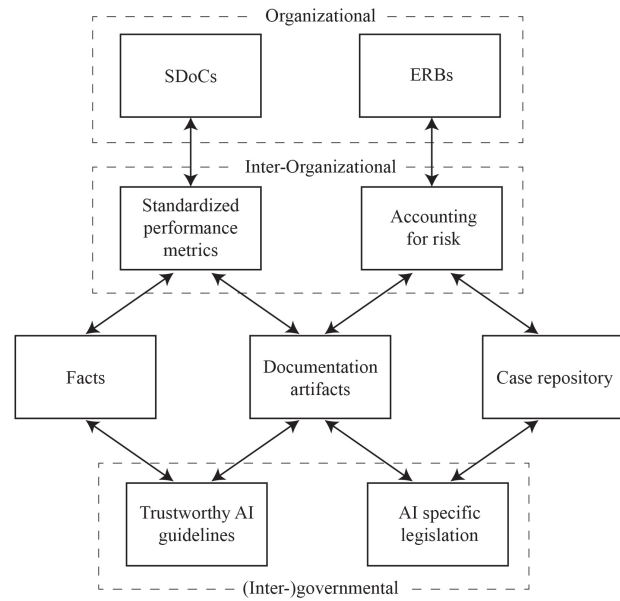 Organizational
SDoCs
ERBs
Inter-Organizational
Standardized
performance
metrics
Accounting
for risk
Facts
Documentation
artifacts
Case repository
Trustworthy AI
guidelines
AI specific
legislation
(Inter-)governmental